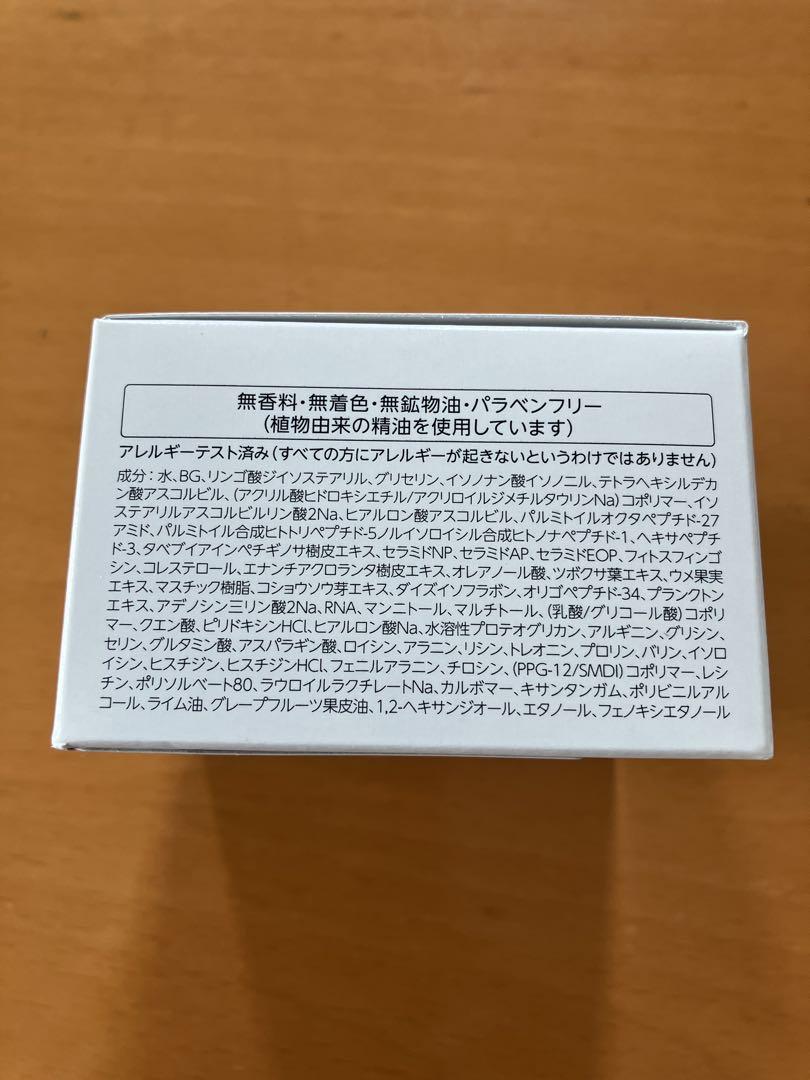 無香料・無着色・無鉱物油・パラベンフリー
(植物由来の精油を使用しています)
アレルギーテスト済み(すべての方にアレルギーが起きないというわけではありません)
成分：水、BG、リンゴ酸ジイソステアリル、グリセリン、イソノナン酸イソノニル、テトラヘキシルデカ
ン酸アスコルビル、(アクリル酸ヒドロキシエチル/アクリロイルジメチルタウリンNa)コポリマー、イソ
ステアリルアスコルビルリン酸2Na、ヒアルロン酸アスコルビル、パルミトイルオクタペプチド-27
アミド、パルミトイル合成ヒトトリペプチド-5ノルイソロイシル合成ヒトノナペプチド-1、ヘキサペプチ
ド-3、タベブイアインペチギノサ樹皮エキス、セラミドNP、セラミドAP、セラミドEOP、フィトスフィンゴ
シン、コレステロール、エナンチアクロランタ樹皮エキス、オレアノール酸、ツボクサ葉エキス、ウメ果実
エキス、マスチック樹脂、コショウソウ芽エキス、ダイズイソフラボン、オリゴペプチド-34、プランクトン
エキス、アデノシン三リン酸2Na、RNA、マンニトール、マルチトール、(乳酸/グリコール酸)コポリ
マー、クエン酸、ピリドキシンHCl、ヒアルロン酸Na、水溶性プロテオグリカン、アルギニン、グリシン、
セリン、グルタミン酸、アスパラギン酸、ロイシン、アラニン、リシン、トレオニン、プロリン、バリン、イソロ
イシン、ヒスチジン、ヒスチジンHCl、フェニルアラニン、チロシン、(PPG-12/SMDI)コポリマー、レシ
チン、ポリソルベート80、ラウロイルラクチレートNa、カルボマー、キサンタンガム、ポリビニルアル
コール、ライム油、グレープフルーツ果皮油、1,2-ヘキサンジオール、エタノール、フェノキシエタノール